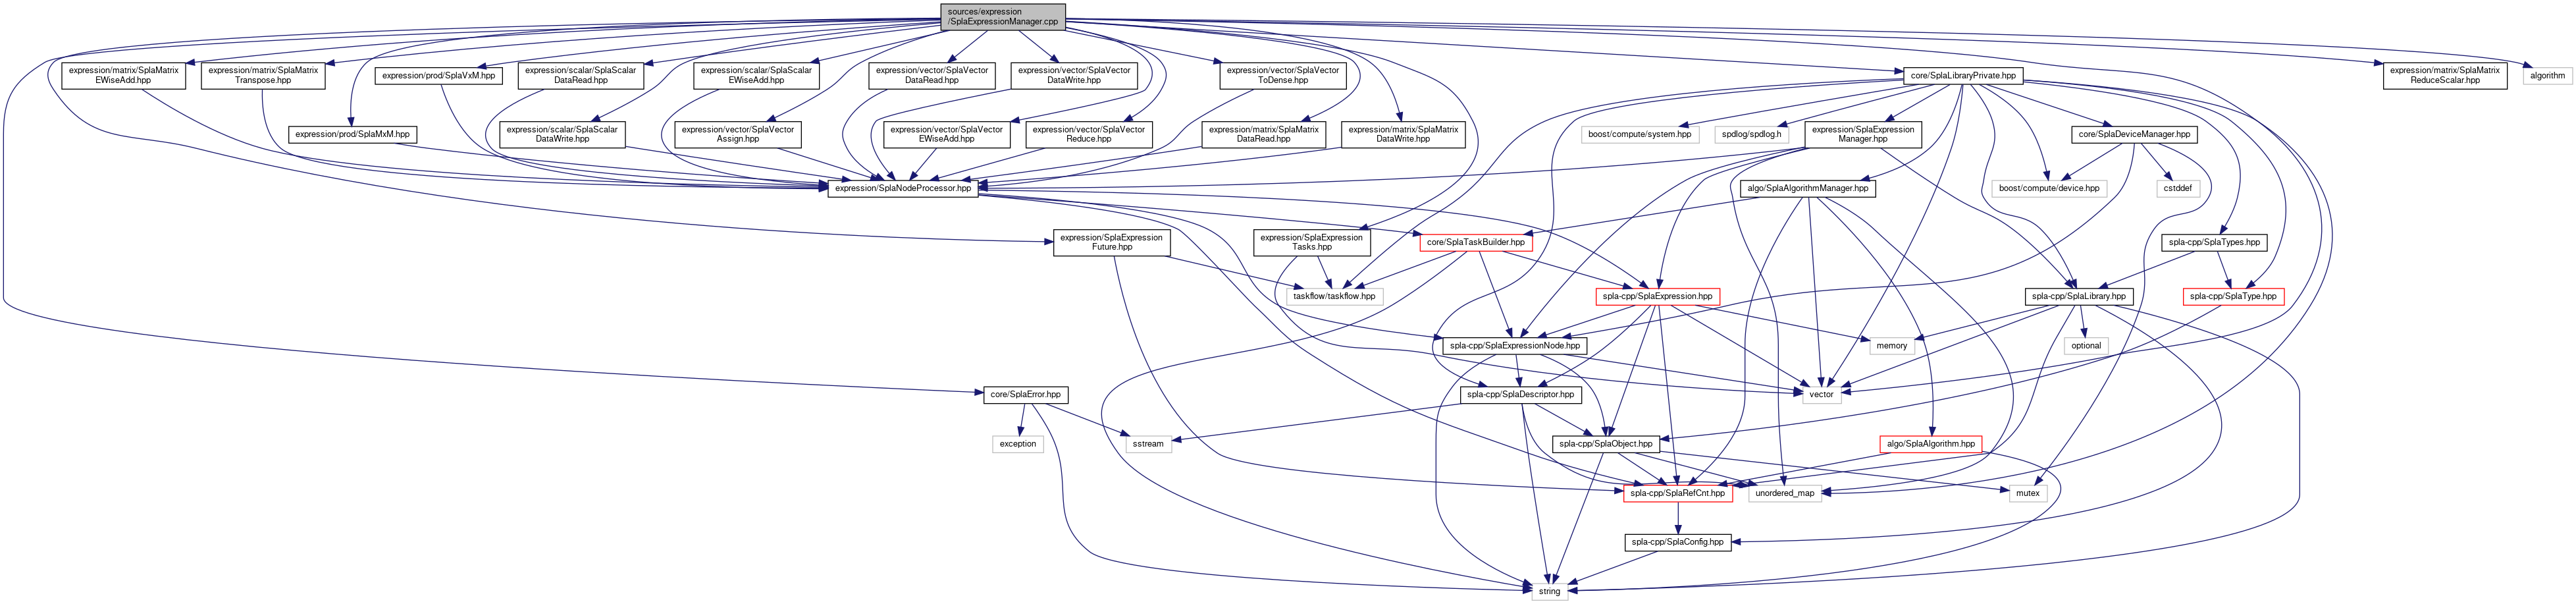 sources/expression
/SplaExpressionManager.cpp
expression/matrix/SplaMatrix
EWiseAdd.hpp
expression/matrix/SplaMatrix
Transpose.hpp
expression/prod/SplaVxM.hpp
expression/scalar/SplaScalar
DataRead.hpp
expression/scalar/SplaScalar
EWiseAdd.hpp
expression/vector/SplaVector
DataRead.hpp
expression/vector/SplaVector
DataWrite.hpp
expression/vector/SplaVector
ToDense.hpp
core/SplaLibraryPrivate.hpp
expression/matrix/SplaMatrix
ReduceScalar.hpp
algorithm
expression/prod/SplaMxM.hpp
expression/scalar/SplaScalar
DataWrite.hpp
expression/vector/SplaVector
Assign.hpp
expression/vector/SplaVector
EWiseAdd.hpp
expression/vector/SplaVector
Reduce.hpp
expression/matrix/SplaMatrix
DataRead.hpp
expression/matrix/SplaMatrix
DataWrite.hpp
boost/compute/system.hpp
spdlog/spdlog.h
expression/SplaExpression
Manager.hpp
core/SplaDeviceManager.hpp
expression/SplaNodeProcessor.hpp
algo/SplaAlgorithmManager.hpp
boost/compute/device.hpp
cstddef
expression/SplaExpression
Future.hpp
expression/SplaExpression
Tasks.hpp
core/SplaTaskBuilder.hpp
spla-cpp/SplaTypes.hpp
taskflow/taskflow.hpp
spla-cpp/SplaExpression.hpp
spla-cpp/SplaLibrary.hpp
spla-cpp/SplaType.hpp
spla-cpp/SplaExpressionNode.hpp
memory
optional
core/SplaError.hpp
spla-cpp/SplaDescriptor.hpp
vector
exception
sstream
spla-cpp/SplaObject.hpp
algo/SplaAlgorithm.hpp
spla-cpp/SplaRefCnt.hpp
unordered_map
mutex
spla-cpp/SplaConfig.hpp
string